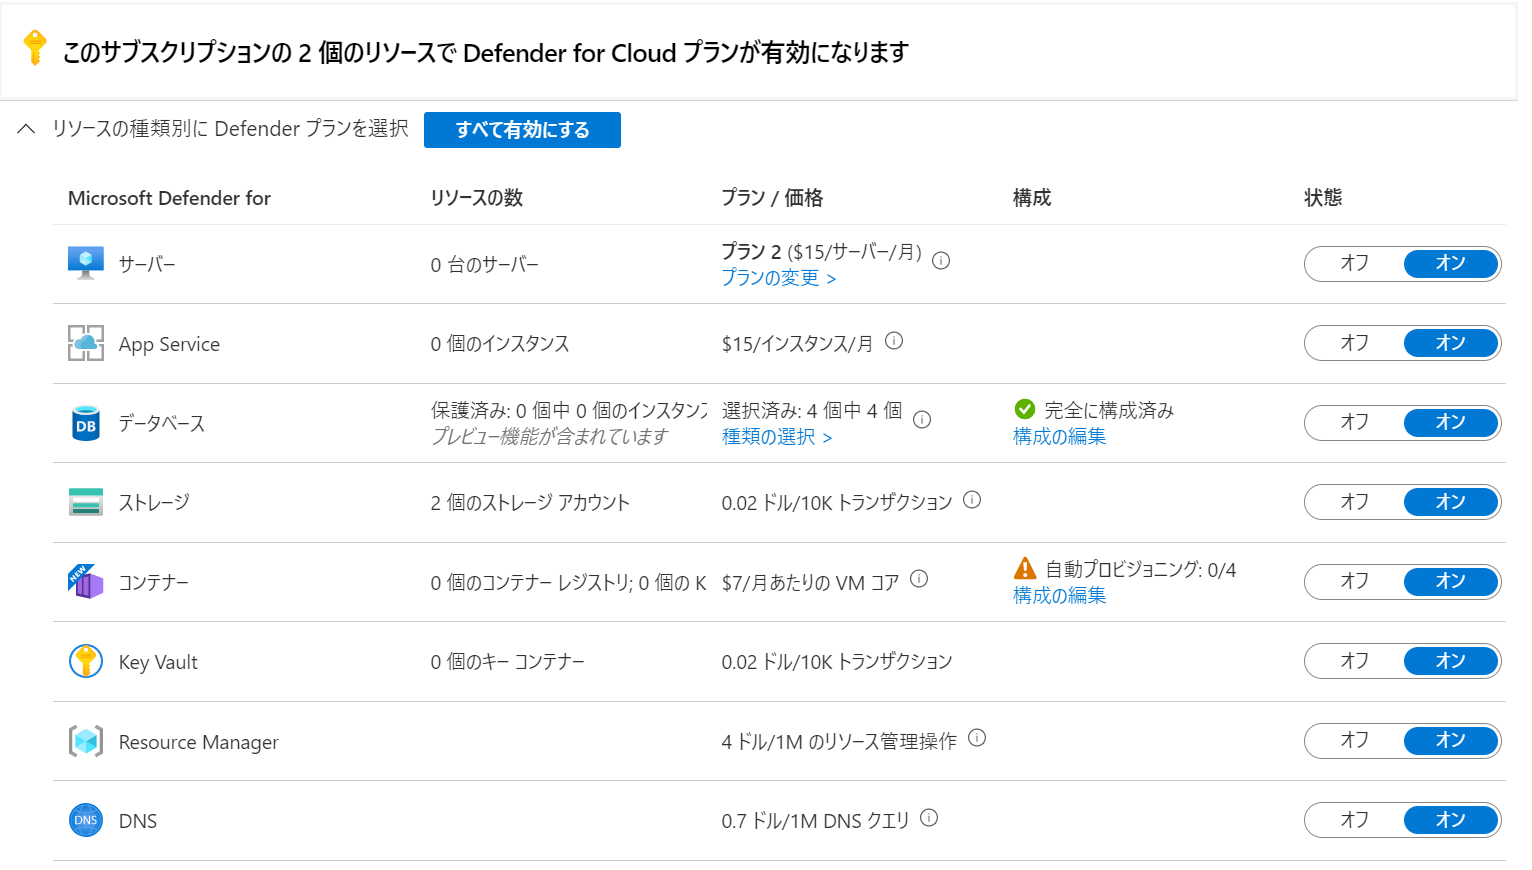 このサブスクリプションの 2 個のリソースで Defender for Cloud プランが有効になります
リソースの種類別に Defender プランを選択 すべて有効にする
Microsoft Defender for リソースの数 プラン / 価格 構成 状態
サーバー 0 台のサーバー プラン 2 ($15/サーバー/月) オフ オン
プランの変更 >
App Service 0 個のインスタンス $15/インスタンス/月 オフ オン
データベース 保護済み: 0 個中 0 個のインスタンス 選択済み: 4 個中 4 個 完全に構成済み オフ オン
プレビュー機能が含まれています 種類の選択 > 構成の編集
ストレージ 2 個のストレージ アカウント 0.02 ドル/10K トランザクション オフ オン
NEW コンテナー 0 個のコンテナー レジストリ; 0 個の K $7/月あたりの VM コア 自動プロビジョニング: 0/4 オフ オン
構成の編集
Key Vault 0 個のキー コンテナー 0.02 ドル/10K トランザクション オフ オン
Resource Manager 4 ドル/1M のリソース管理操作 オフ オン
DNS DNS 0.7 ドル/1M DNS クエリ オフ オン